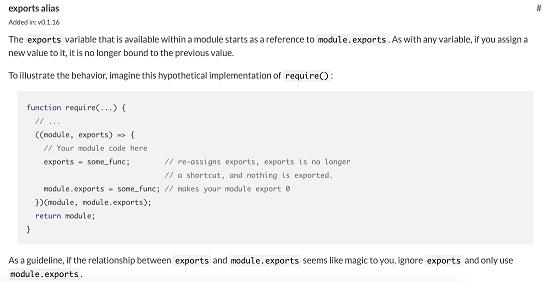 exports alias
#
Added in: v0.1.16
The exports variable that is available within a module starts as a reference to module.exports. As with any variable, if you assign a
new value to it, it is no longer bound to the previous value.
To illustrate the behavior, imagine this hypothetical implementation of require():
function require(...) {
  // ...
  ((module, exports) => {
    // Your module code here
    exports = some_func;        // re-assigns exports, exports is no longer
                                // a shortcut, and nothing is exported.
    module.exports = some_func; // makes your module export 0
  })(module, module.exports);
  return module;
}
As a guideline, if the relationship between exports and module.exports seems like magic to you, ignore exports and only use
module.exports.